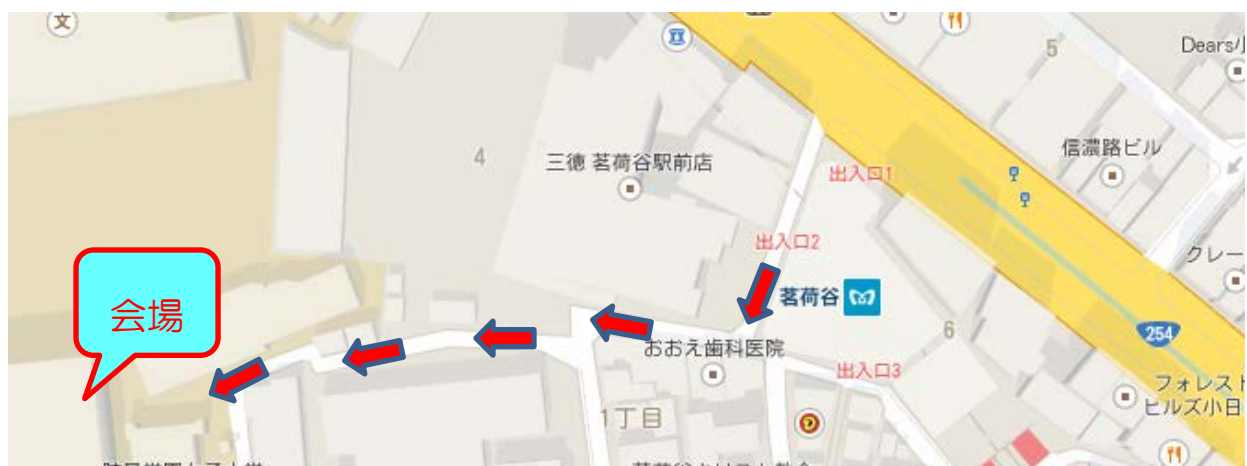 文
5
Dears/
信濃路ビル
4
三徳 茗荷谷駅前店
出入口1
出入口2
クレー
会場
茗荷谷
6
254
おおえ歯科医院
出入口3
フォレスト
ヒルズ小日
1丁目